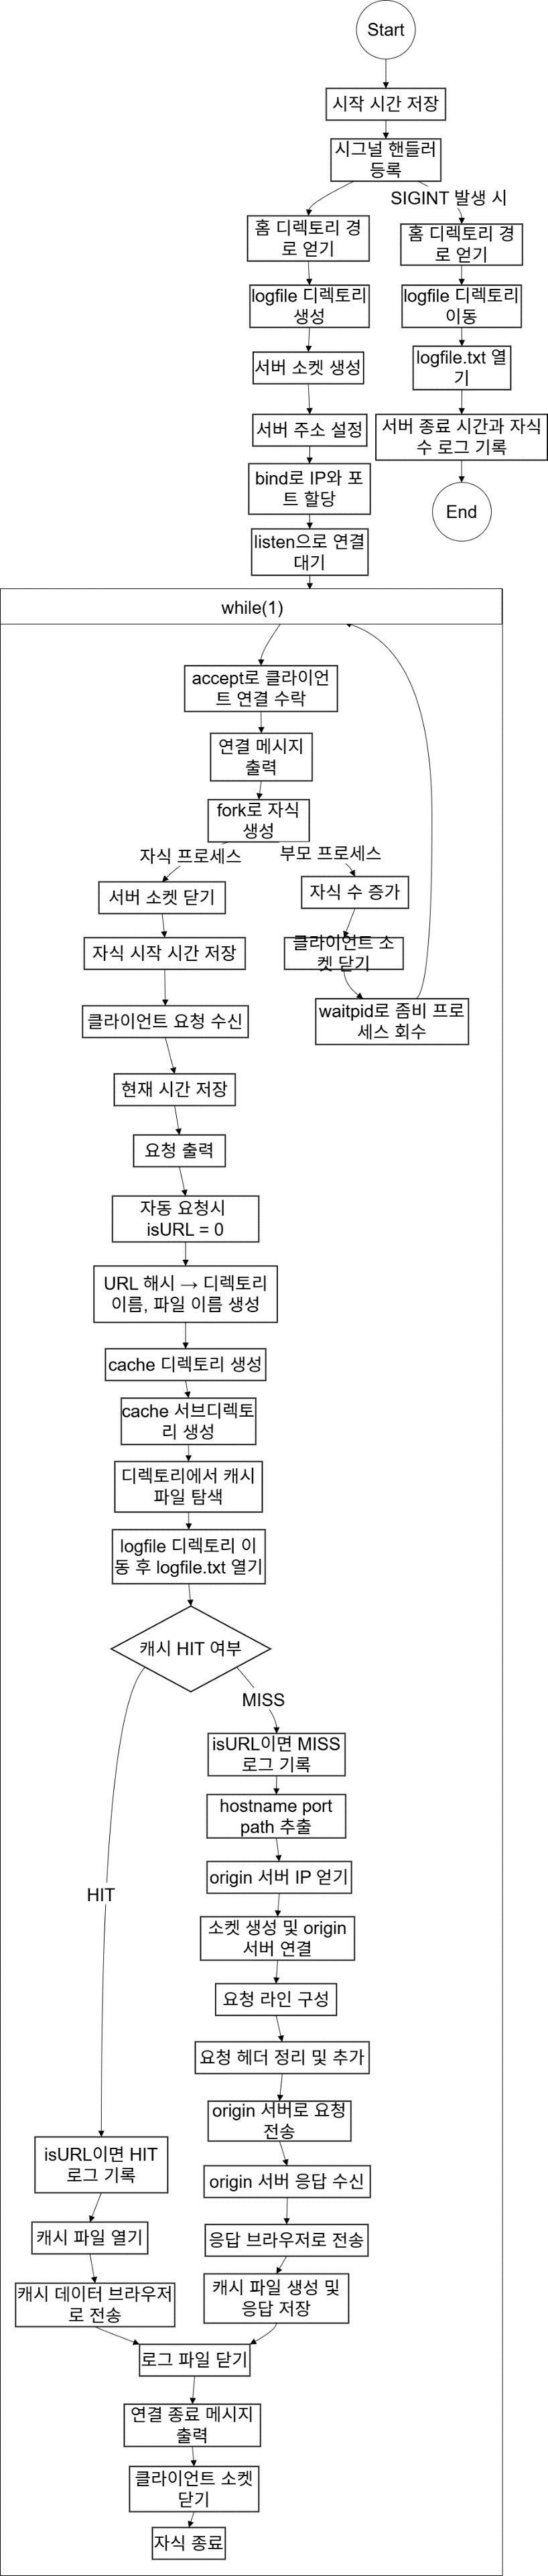 Start
시작 시간 저장
시그널 핸들러
등록
SIGINT 발생 시
홈 디렉토리 경
로 얻기
홈 디렉토리 경
로 얻기
logfile 디렉토리
생성
logfile 디렉토리
이동
서버 소켓 생성
logfile.txt 열
기
서버 주소 설정
서버 종료 시간과 자식
수 로그 기록
bind로 IP와 포
트 할당
End
listen으로 연결
대기
while(1)
accept로 클라이언
트 연결 수락
연결 메시지
출력
fork로 자식
생성
자식 프로세스
부모 프로세스
서버 소켓 닫기
자식 수 증가
자식 시작 시간 저장
클라이언트 소
켓 닫기
클라이언트 요청 수신
waitpid로 좀비 프로
세스 회수
현재 시간 저장
요청 출력
자동 요청시
isURL = 0
URL 해시 → 디렉토리
이름, 파일 이름 생성
cache 디렉토리 생성
cache 서브디렉토
리 생성
디렉토리에서 캐시
파일 탐색
logfile 디렉토리 이
동 후 logfile.txt 열기
캐시 HIT 여부
MISS
isURL이면 MISS
로그 기록
hostname port
path 추출
origin 서버 IP 얻기
HIT
소켓 생성 및 origin
서버 연결
요청 라인 구성
요청 헤더 정리 및 추가
origin 서버로 요청
전송
isURL이면 HIT
로그 기록
origin 서버 응답 수신
캐시 파일 열기
응답 브라우저로 전송
캐시 데이터 브라우저
로 전송
캐시 파일 생성 및
응답 저장
로그 파일 닫기
연결 종료 메시지
출력
클라이언트 소켓
닫기
자식 종료